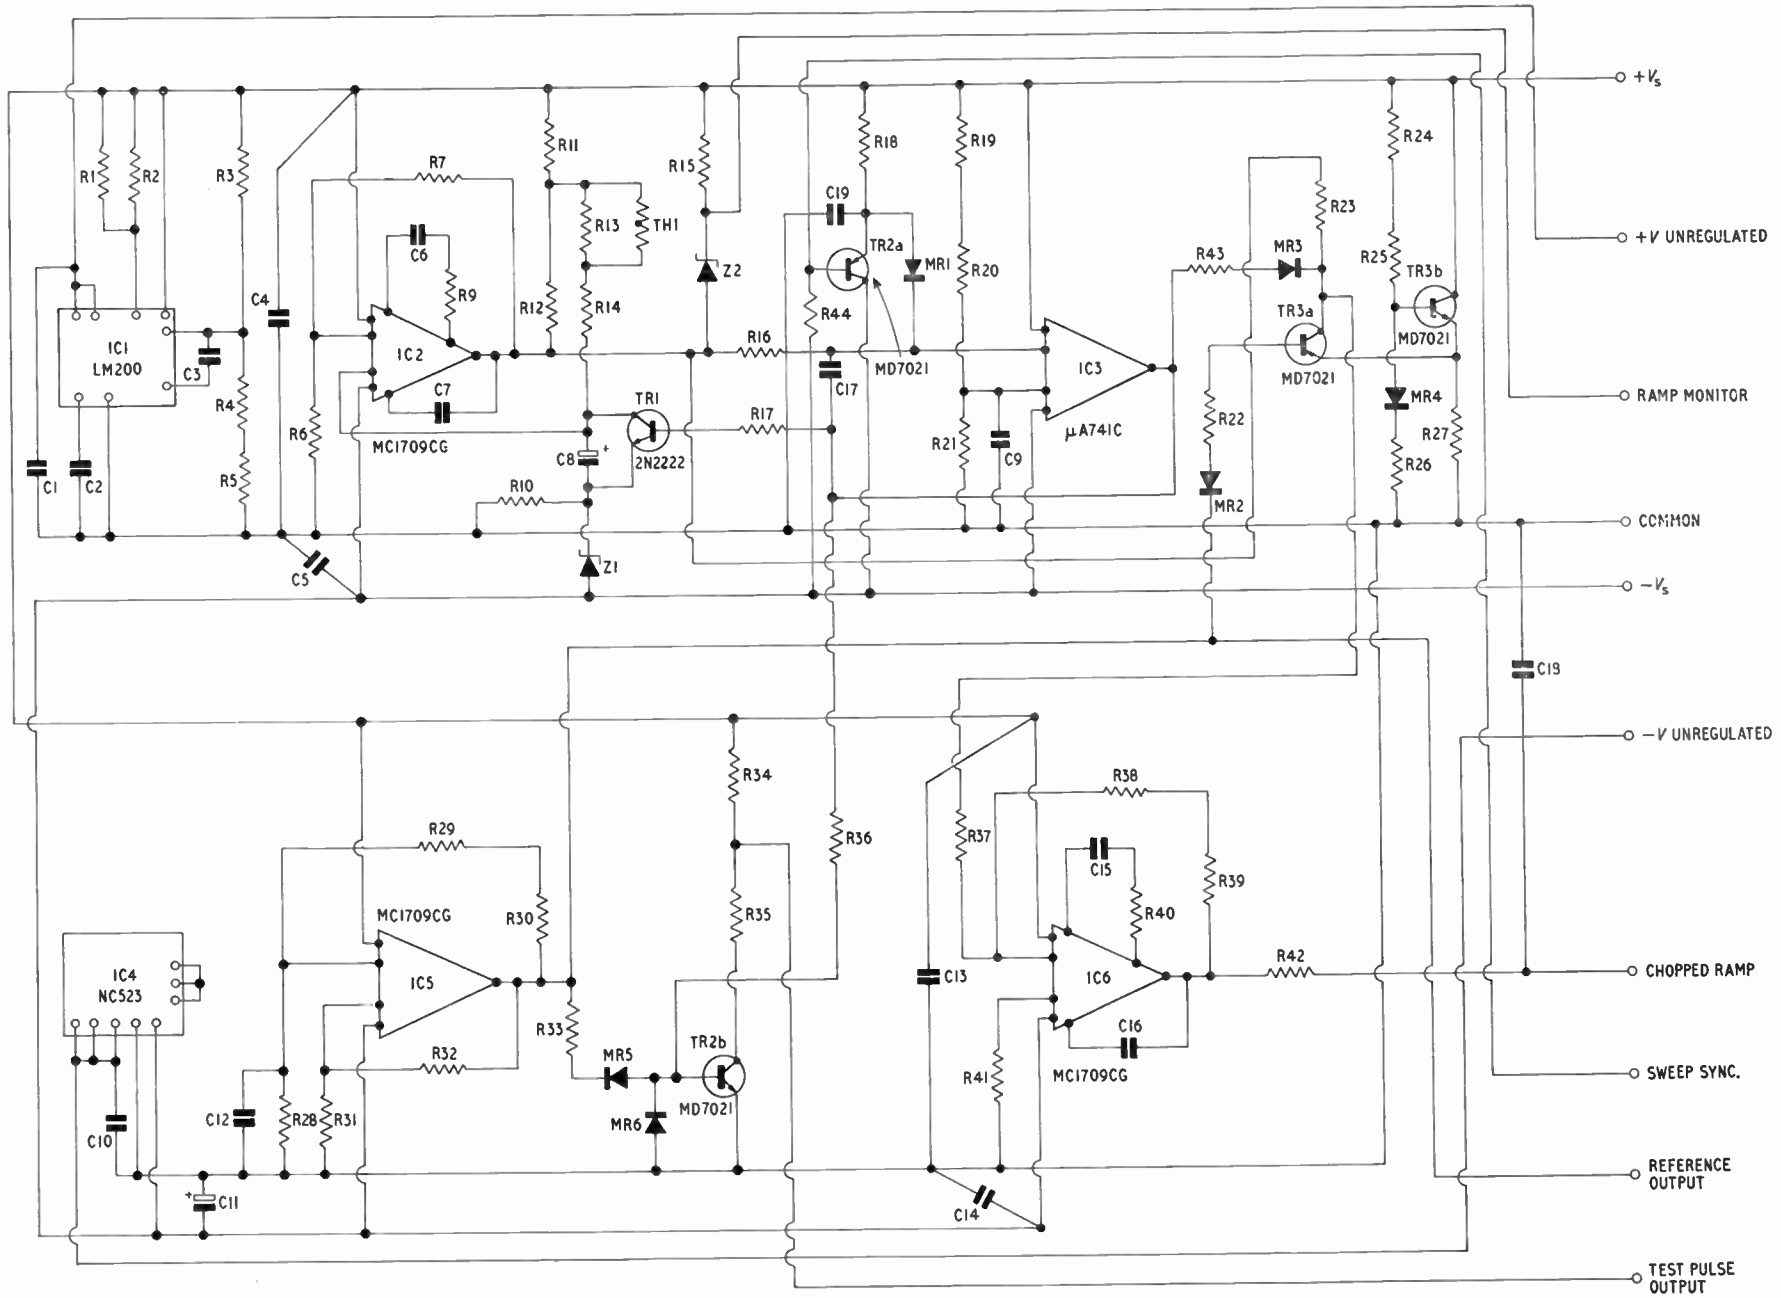 +Vs
R11
R18
R19
R24
R7
R1
R2
R3
R15
C19
R13
TH1
R23
C6
TR2a
MR3
+V UNREGULATED
R25
R43
Z2
MR1
R20
TR3b
R9
C4
R12
R14
R44
TR3a
IC1
LM200
C3
IC2
R16
MD7021
MD7021
IC3
MD7021
C17
C7
TR1
MR4
RAMP MONITOR
R4
R17
R22
R27
R6
MC1709CG
µA741C
R21
C9
C8
+
2N2222
R26
C1
C2
R5
R10
MR2
COMMON
C5
Z1
−Vs
C18
−V UNREGULATED
R34
R38
R29
R36
R37
C15
R39
R30
R35
R40
MC1709CG
R42
IC4
NC523
IC5
C13
IC6
CHOPPED RAMP
R33
C16
TR2b
R32
MR5
R41
MC1709CG
SWEEP SYNC.
MD7021
C10
C12
R28
R31
MR6
REFERENCE
OUTPUT
+
C11
C14
TEST PULSE
OUTPUT